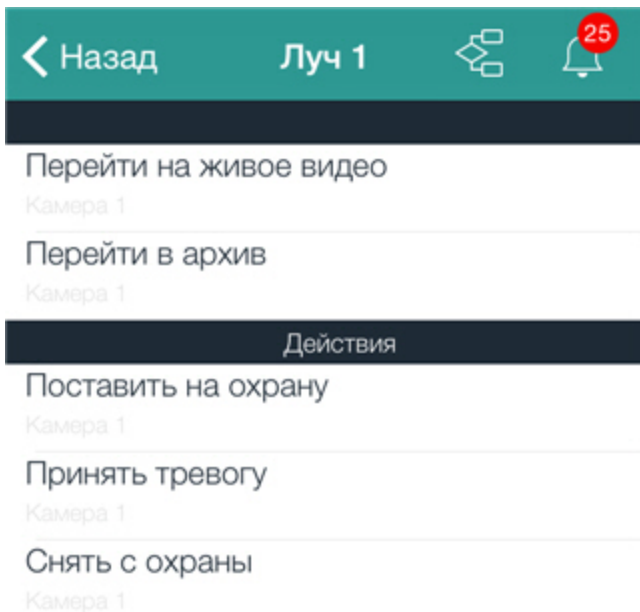 Назад Луч 1 25
Перейти на живое видео
Камера 1
Перейти в архив
Камера 1
Действия
Поставить на охрану
Камера 1
Принять тревогу
Камера 1
Снять с охраны
Камера 1